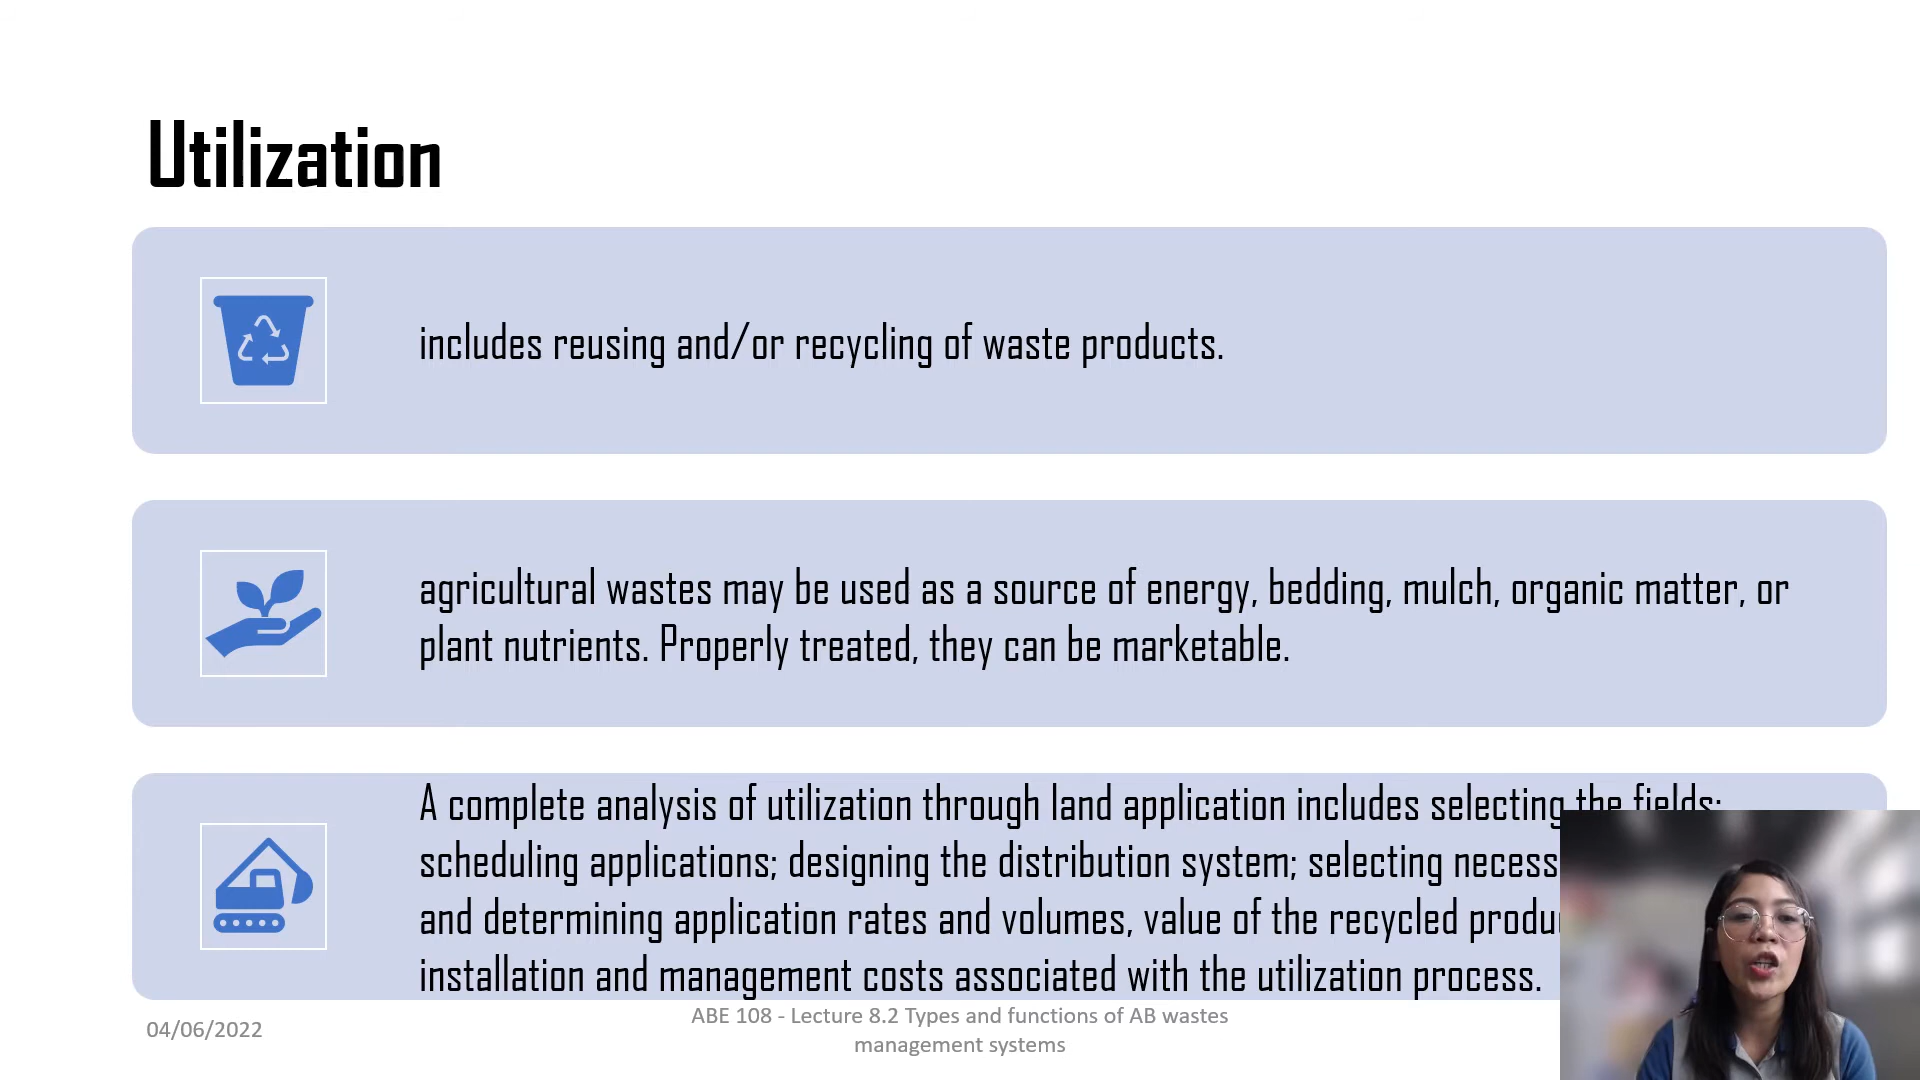 Utilization
includes reusing and/or recycling of waste products.
agricultural wastes may be used as a source of energy, bedding, mulch, organic matter, or
plant nutrients. Properly treated, they can be marketable.
A complete analysis of utilization through land application includes selecting the fields;
scheduling applications; designing the distribution system; selecting
and determining application rates and volumes, value of the recycled
installation and management costs associated with the utilization process.
04/06/2022
ABE 108 - Lecture 8.2 Types and functions of AB wastes
management systems